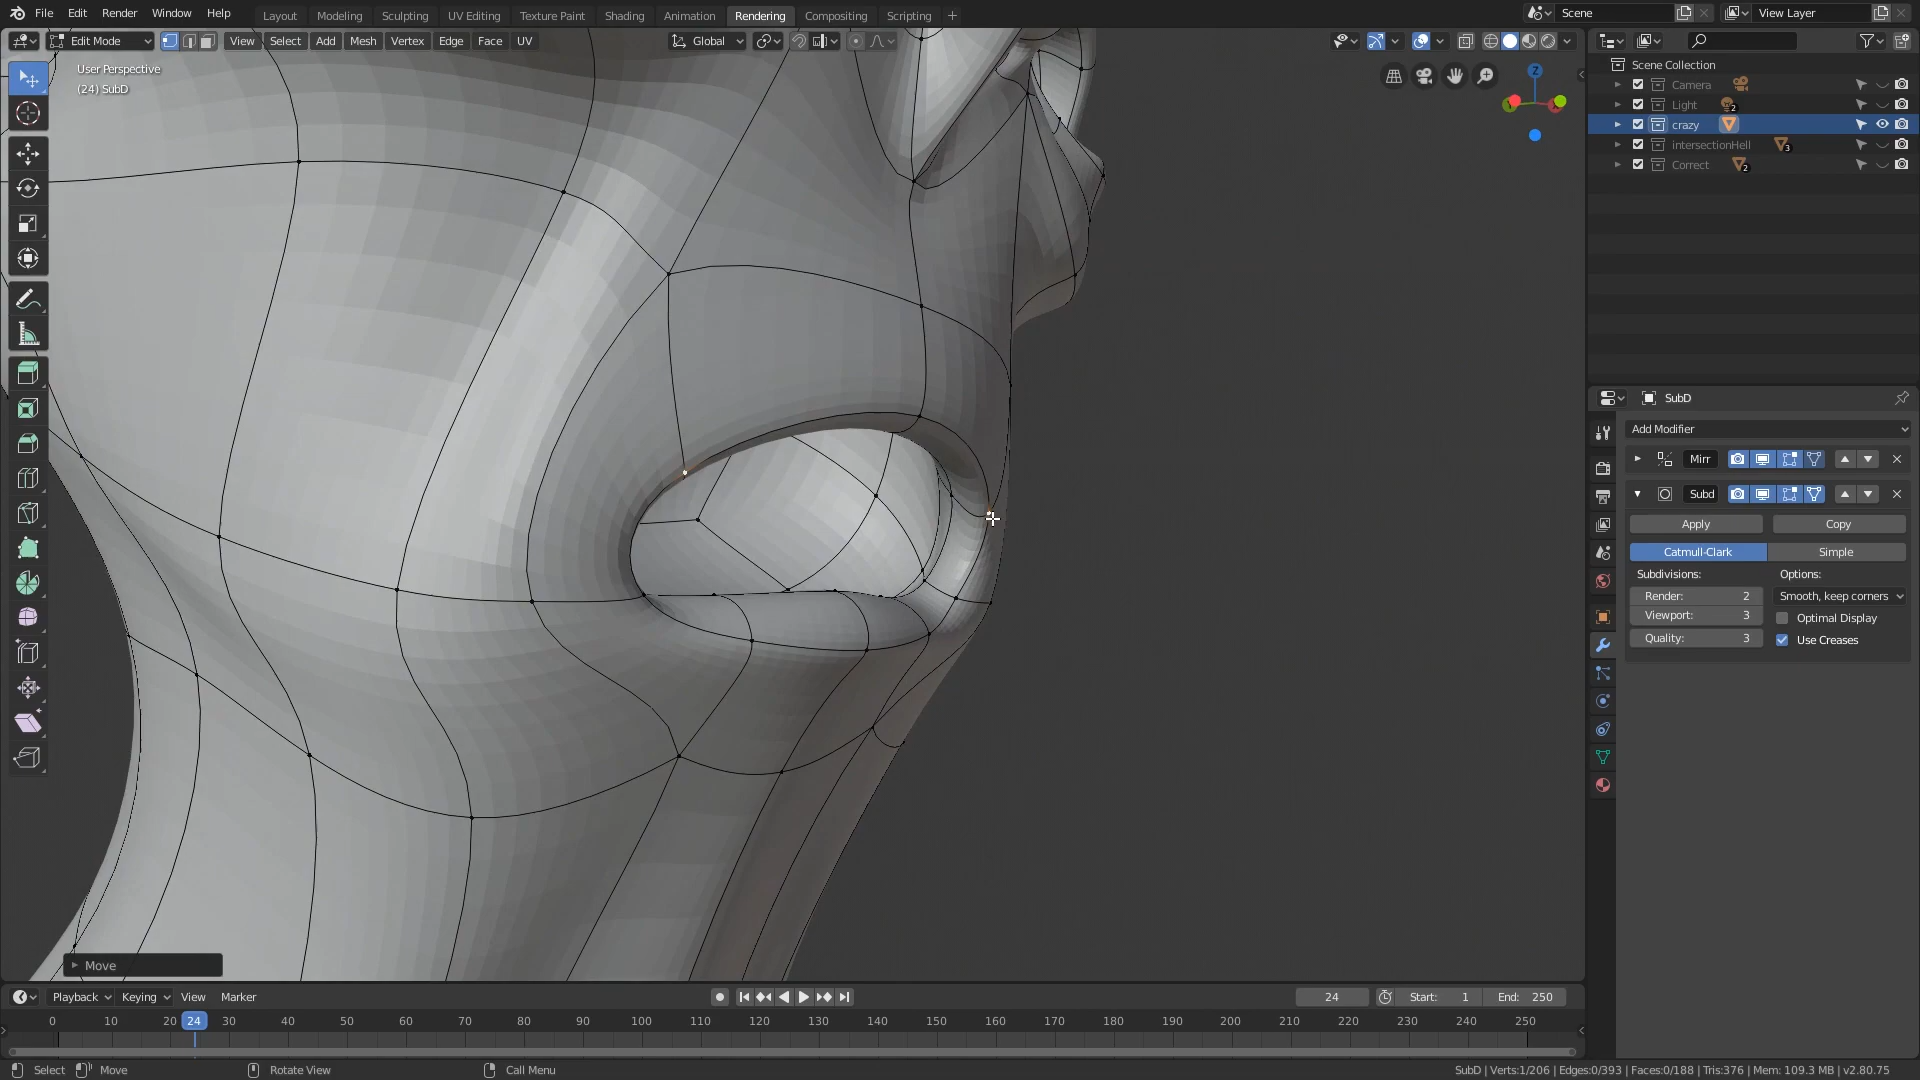 File Edit Render Window Help Layout Modeling Sculpting UV Editing Texture Paint Shading Animation Rendering Compositing Scripting + Scene View Layer
Edit Mode View Select Add Mesh Vertex Edge Face UV Global
User Perspective
(24) SubD
Z
Scene Collection
Camera
Light 2
crazy
intersectionHell 3
Correct 2
SubD
Add Modifier
Mirr
Subd
Apply Copy
Catmull-Clark Simple
Subdivisions: Options:
Render: 2 Smooth, keep corners
Viewport: 3 Optimal Display
Quality: 3 Use Creases
Move
Playback Keying View Marker 24 Start: 1 End: 250
0 10 20 24 30 40 50 60 70 80 90 100 110 120 130 140 150 160 170 180 190 200 210 220 230 240 250
Select Move Rotate View Call Menu SubD | Verts:1/206 | Edges:0/393 | Faces:0/188 | Tris:376 | Mem: 109.3 MB | v2.80.75